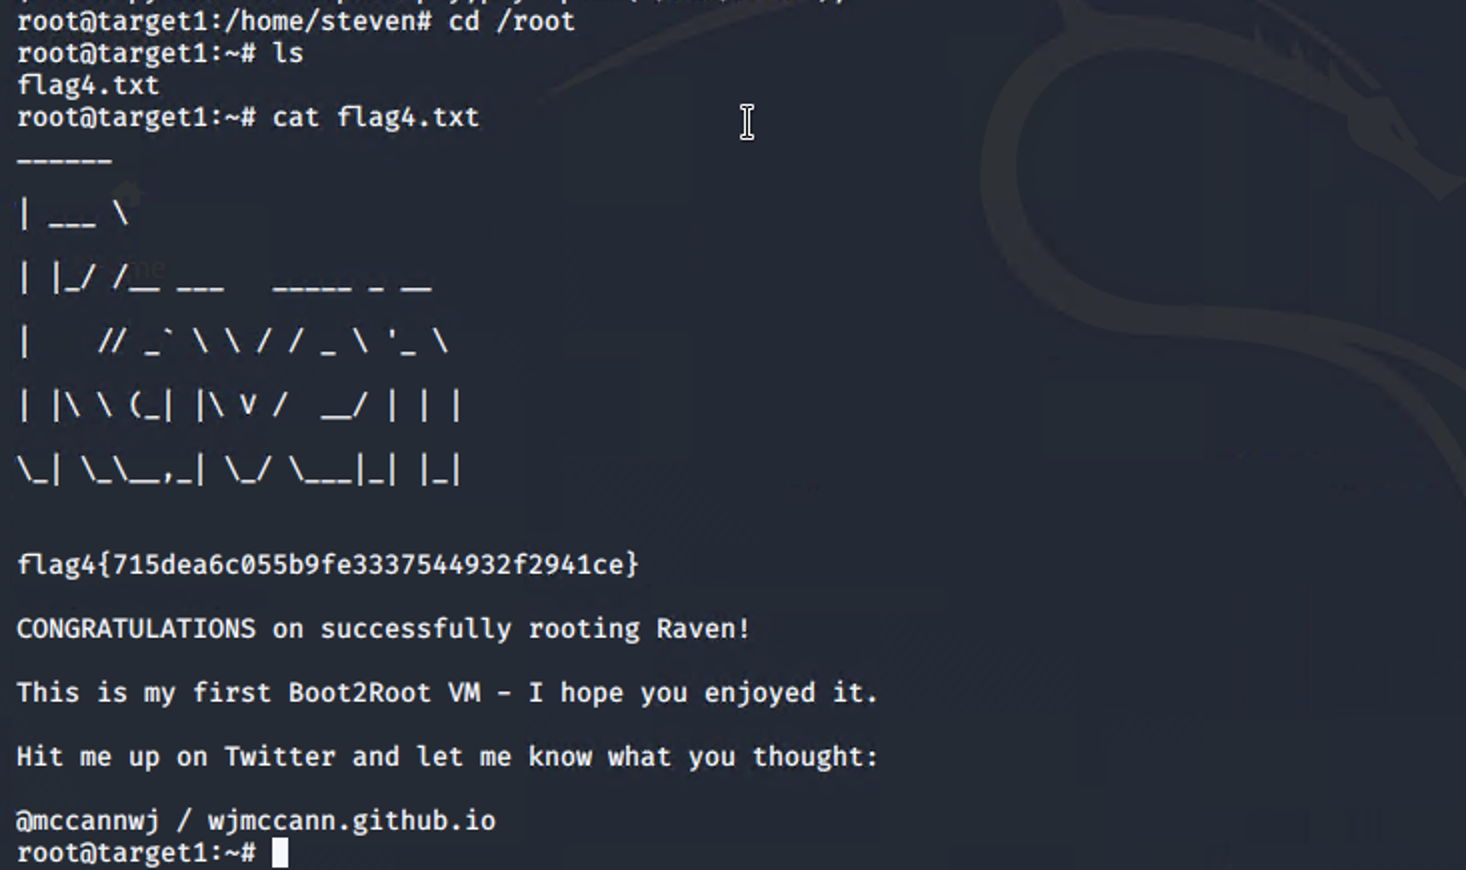 root@target1:/home/steven# cd /root
root@target1:~# ls
flag4.txt
root@target1:~# cat flag4.txt
______
| ___ \
| |_/ /__ ___   _____ _ __
|    // _` \ \ / / _ \ '_ \
| |\ \ (_| |\ V /  __/ | | |
\_| \_\__,_| \_/ \___|_| |_|
flag4{715dea6c055b9fe3337544932f2941ce}
CONGRATULATIONS on successfully rooting Raven!
This is my first Boot2Root VM - I hope you enjoyed it.
Hit me up on Twitter and let me know what you thought:
@mccannwj / wjmccann.github.io
root@target1:~#